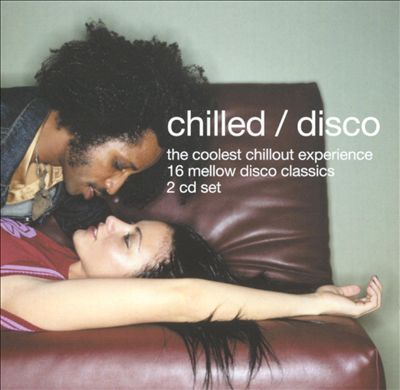 chilled / disco
the coolest chillout experience
16 mellow disco classics
2 cd set